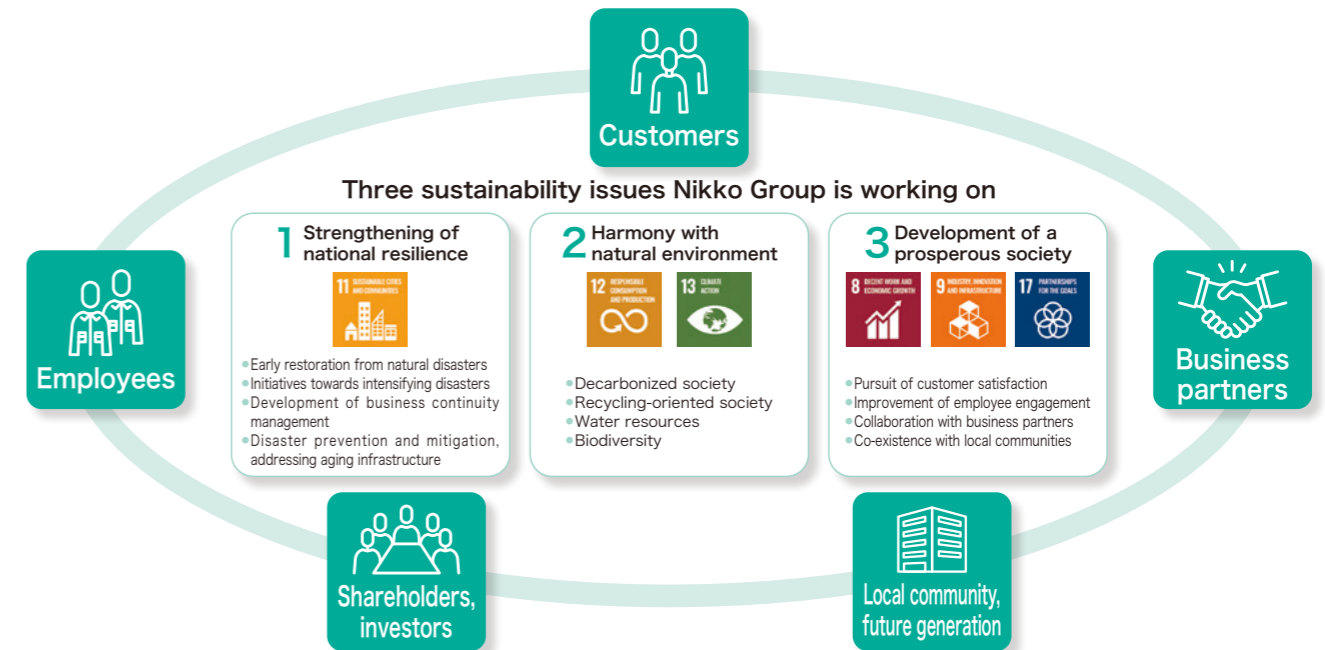 Customers
Three sustainability issues Nikko Group is working on
1
Strengthening of
national resilience
11 SUSTAINABLE CITIES
AND COMMUNITIES
•Early restoration from natural disasters
•Initiatives towards intensifying disasters
•Development of business continuity
management
•Disaster prevention and mitigation,
addressing aging infrastructure
2
Harmony with
natural environment
12 RESPONSIBLE
CONSUMPTION
AND PRODUCTION
13 CLIMATE
ACTION
•Decarbonized society
•Recycling-oriented society
•Water resources
•Biodiversity
3
Development of a
prosperous society
8 DECENT WORK AND
ECONOMIC GROWTH
9 INDUSTRY, INNOVATION
AND INFRASTRUCTURE
17 PARTNERSHIPS
FOR THE GOALS
•Pursuit of customer satisfaction
•Improvement of employee engagement
•Collaboration with business partners
•Co-existence with local communities
Employees
Business
partners
Shareholders,
investors
Local community,
future generation